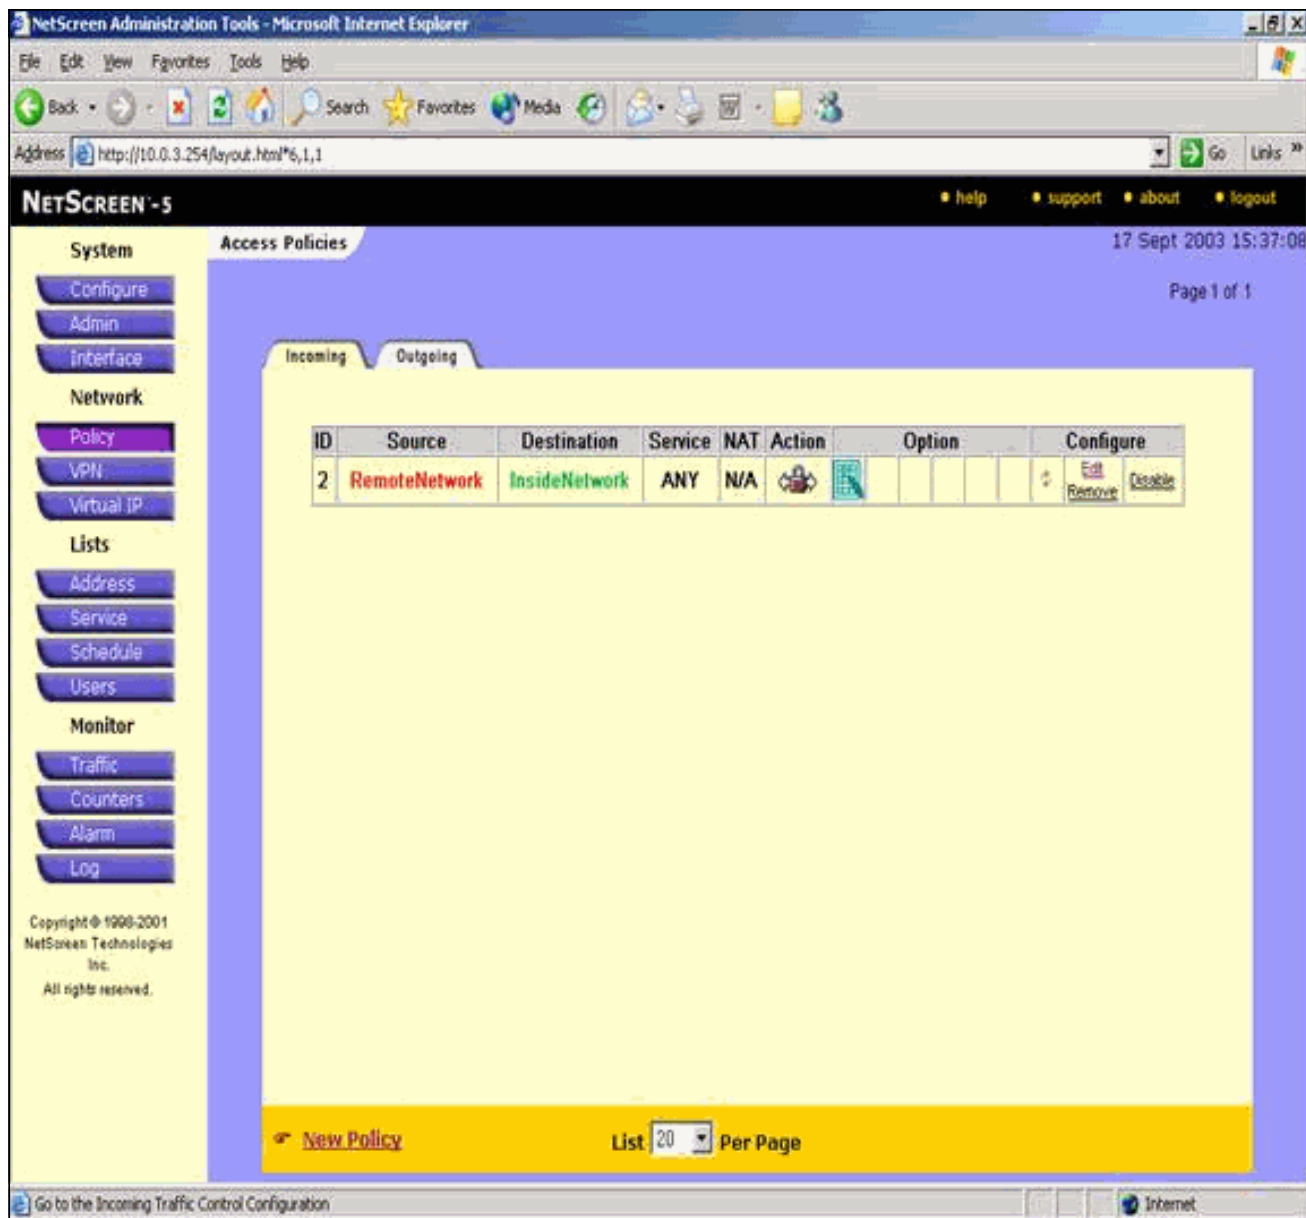 NetScreen Administration Tools - Microsoft Internet Explorer
File Edit View Favorites Tools Help
Back Search Favorites Media
Address http://10.0.3.254/layout.html*6,1,1 Go Links »
NETSCREEN-5 help support about logout
System
Configure
Admin
Interface
Network
Policy
VPN
Virtual IP
Lists
Address
Service
Schedule
Users
Monitor
Traffic
Counters
Alarm
Log
Copyright © 1998-2001
NetScreen Technologies
Inc.
All rights reserved.
Access Policies
17 Sept 2003 15:37:08
Page 1 of 1
Incoming Outgoing
ID Source Destination Service NAT Action Option Configure
2 RemoteNetwork InsideNetwork ANY N/A Edit Remove Disable
New Policy List 20 Per Page
Go to the Incoming Traffic Control Configuration Internet